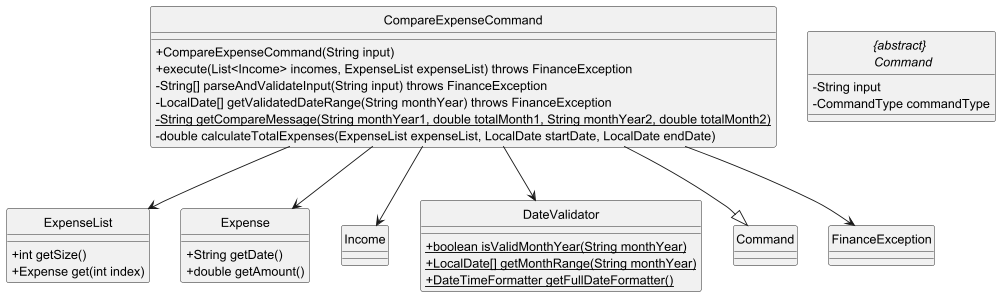 CompareExpenseCommand
+CompareExpenseCommand(String input)
+execute(List<Income> incomes, ExpenseList expenseList) throws FinanceException
-String[] parseAndValidateInput(String input) throws FinanceException
-LocalDate[] getValidatedDateRange(String monthYear) throws FinanceException
-String getCompareMessage(String monthYear1, double totalMonth1, String monthYear2, double totalMonth2)
-double calculateTotalExpenses(ExpenseList expenseList, LocalDate startDate, LocalDate endDate)
{abstract}
Command
-String input
-CommandType commandType
ExpenseList
+int getSize()
+Expense get(int index)
Expense
+String getDate()
+double getAmount()
Income
DateValidator
+boolean isValidMonthYear(String monthYear)
+LocalDate[] getMonthRange(String monthYear)
+DateTimeFormatter getFullDateFormatter()
Command
FinanceException